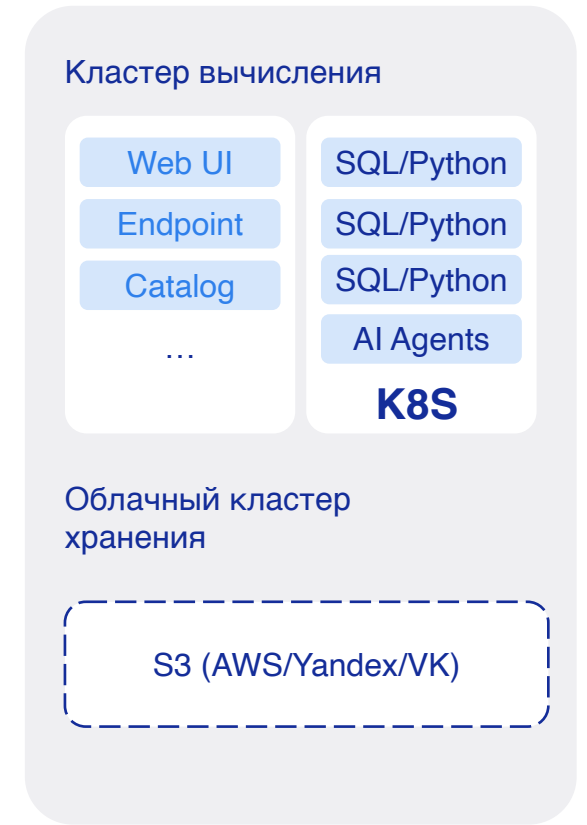 Кластер вычисления
Web UI
Endpoint
Catalog
...
SQL/Python
SQL/Python
SQL/Python
AI Agents
K8S
Облачный кластер
хранения
S3 (AWS/Yandex/VK)